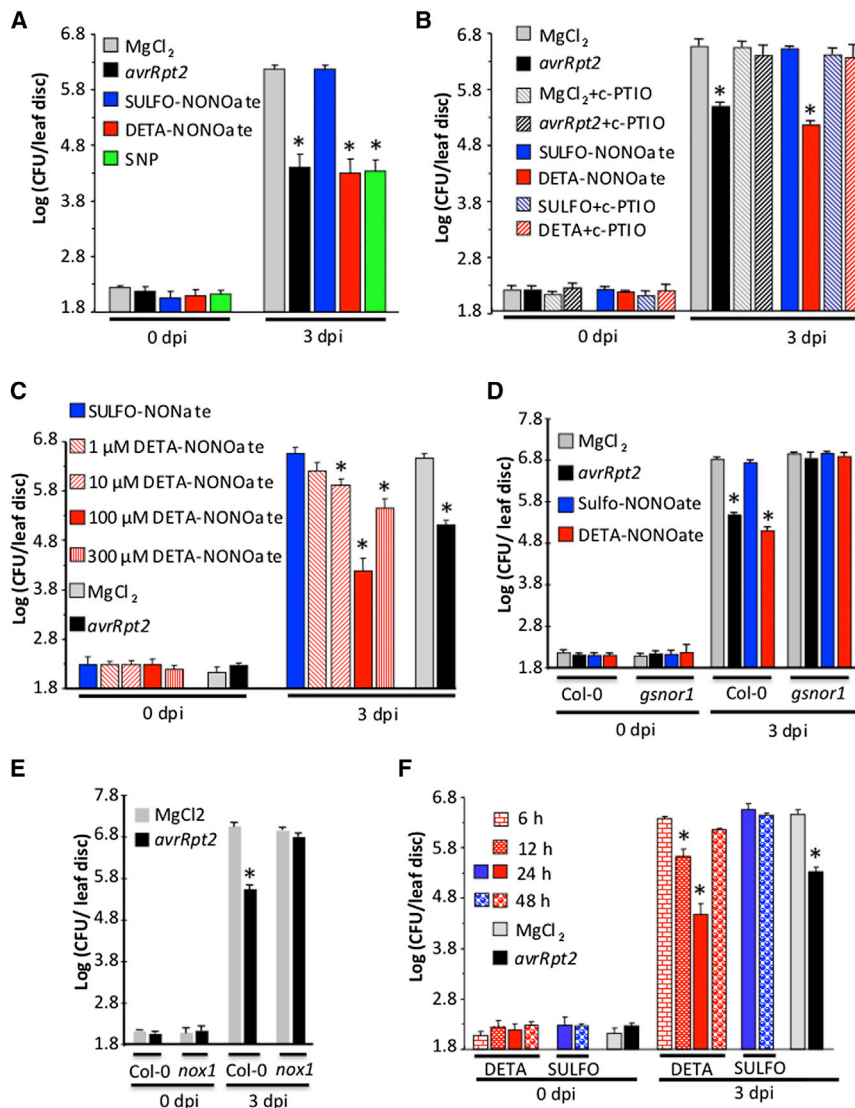 A
6.8
5.8
4.8
3.8
2.8
1.8
Log (CFU/leaf disc)
MgCl2
avrRpt2
SULFO-NONOate
DETA-NONOate
SNP
* * *
0 dpi
3 dpi
B
6.8
5.8
4.8
3.8
2.8
1.8
Log (CFU/leaf disc)
MgCl2
avrRpt2
MgCl2+c-PTIO
avrRpt2+c-PTIO
SULFO-NONOate
DETA-NONOate
SULFO+c-PTIO
DETA+c-PTIO
* *
0 dpi
3 dpi
C
6.8
5.8
4.8
3.8
2.8
1.8
Log (CFU/leaf disc)
SULFO-NONate
1 µM DETA-NONOate
10 µM DETA-NONOate
100 µM DETA-NONOate
300 µM DETA-NONOate
MgCl2
avrRpt2
* * * *
0 dpi
3 dpi
D
7.8
6.8
5.8
4.8
3.8
2.8
1.8
Log (CFU/ leaf disc)
MgCl2
avrRpt2
Sulfo-NONOate
DETA-NONOate
* *
Col-0
gsnor1
Col-0
gsnor1
0 dpi
3 dpi
E
7.8
6.8
5.8
4.8
3.8
2.8
1.8
Log (CFU/ leaf disc)
MgCl2
avrRpt2
*
Col-0
nox1
Col-0
nox1
0 dpi
3 dpi
F
6.8
5.8
4.8
3.8
2.8
1.8
Log (CFU/leaf disc)
6 h
12 h
24 h
48 h
MgCl2
avrRpt2
* * *
DETA
SULFO
DETA
SULFO
0 dpi
3 dpi